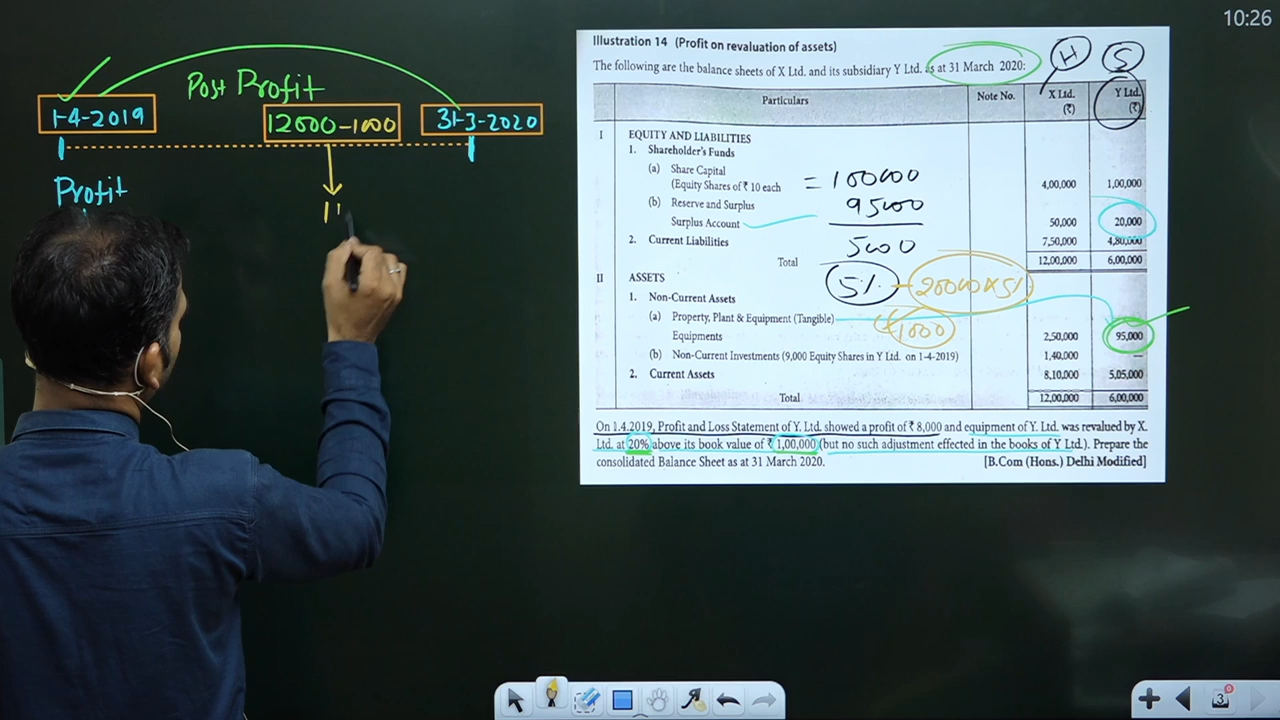 10:26
Post Profit
1-4-2019
12000-1000
31-3-2020
Profit
11
Illustration 14 (Profit on revaluation of assets)
The following are the balance sheets of X Ltd. and its subsidiary Y Ltd. as at 31 March 2020:
H
S
Particulars
Note No.
X Ltd. (₹)
Y Ltd. (₹)
I EQUITY AND LIABILITIES
1. Shareholder's Funds
(a) Share Capital
(Equity Shares of ₹ 10 each 4,00,000 1,00,000
= 100000
(b) Reserve and Surplus
95000
Surplus Account 50,000 20,000
2. Current Liabilities 7,50,000 4,80,000
5000
Total 12,00,000 6,00,000
II ASSETS
5%
20000×5%
1. Non-Current Assets
(a) Property, Plant & Equipment (Tangible)
1000
Equipments 2,50,000 95,000
(b) Non-Current Investments (9,000 Equity Shares in Y Ltd. on 1-4-2019) 1,40,000 —
2. Current Assets 8,10,000 5,05,000
Total 12,00,000 6,00,000
On 1.4.2019, Profit and Loss Statement of Y. Ltd. showed a profit of ₹ 8,000 and equipment of Y. Ltd. was revalued by X.
Ltd. at 20% above its book value of ₹ 1,00,000 (but no such adjustment effected in the books of Y Ltd.). Prepare the
consolidated Balance Sheet as at 31 March 2020. [B.Com (Hons.) Delhi Modified]
3